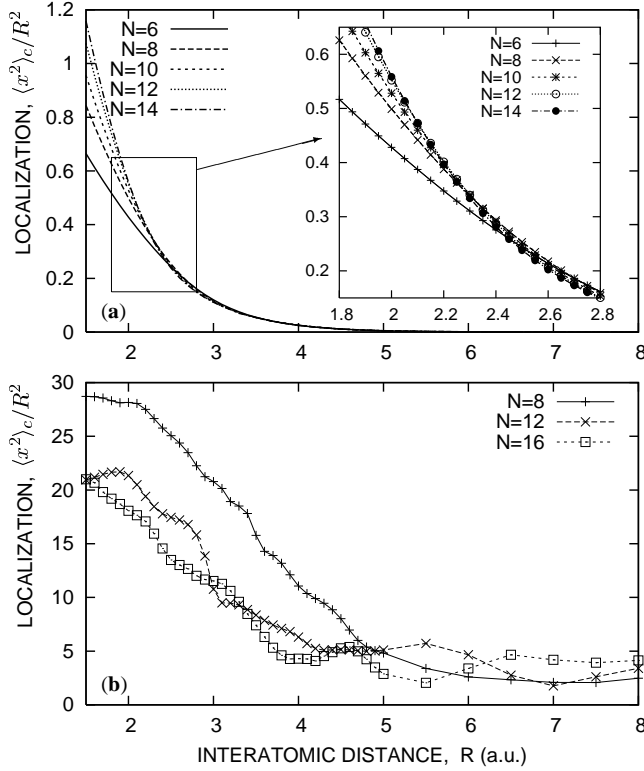 LOCALIZATION, ⟨x²⟩c/R²
1.2
1
0.8
0.6
0.4
0.2
0
N=6
N=8
N=10
N=12
N=14
(a)
2
3
4
5
6
7
8
0.6
0.5
0.4
0.3
0.2
1.8
2
2.2
2.4
2.6
2.8
N=6
N=8
N=10
N=12
N=14
LOCALIZATION, ⟨x²⟩c/R²
30
25
20
15
10
5
0
N=8
N=12
N=16
(b)
2
3
4
5
6
7
8
INTERATOMIC DISTANCE, R (a.u.)